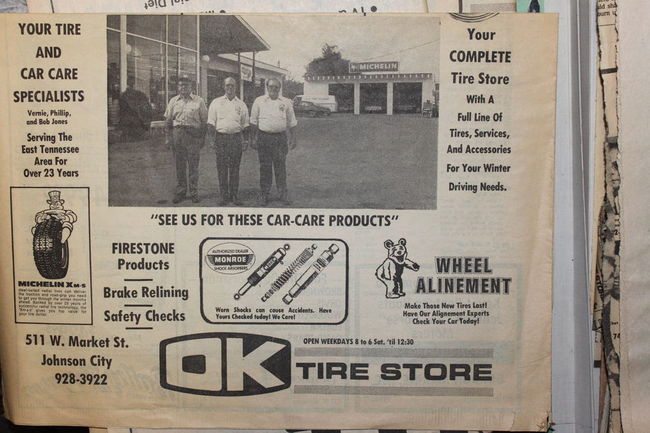 YOUR TIRE
AND
CAR CARE
SPECIALISTS
Vernie, Phillip,
and Bob Jones
Serving The
East Tennessee
Area For
Over 23 Years
MICHELIN
Your
COMPLETE
Tire Store
With A
Full Line Of
Tires, Services,
And Accessories
For Your Winter
Driving Needs.
"SEE US FOR THESE CAR-CARE PRODUCTS"
MICHELIN X M+S
FIRESTONE
Products
Brake Relining
Safety Checks
AUTHORIZED DEALER
MONROE
SHOCK ABSORBERS
Worn Shocks can cause Accidents. Have
Yours Checked today! We Care!
WHEEL
ALINEMENT
Make Those New Tires Last!
Have Our Alignement Experts
Check Your Car Today!
511 W. Market St.
Johnson City
928-3922
OPEN WEEKDAYS 8 to 6 Sat. 'til 12:30
OK TIRE STORE